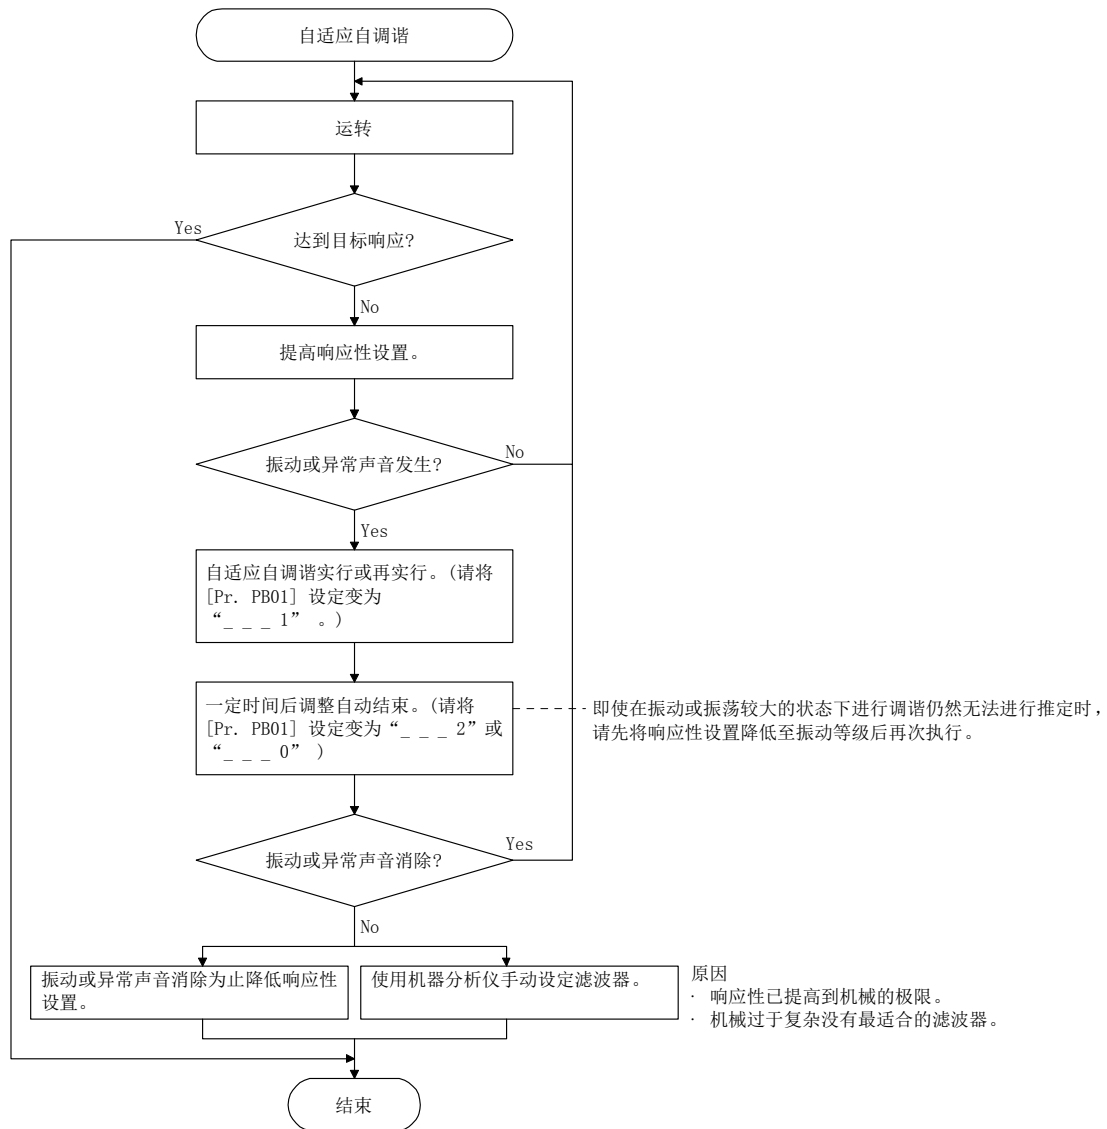 自适应自调谐
运转
Yes
达到目标响应?
No
提高响应性设置。
振动或异常声音发生?
No
Yes
自适应自调谐实行或再实行。(请将
[Pr. PB01] 设定变为
“_ _ _ 1” 。)
一定时间后调整自动结束。(请将
[Pr. PB01] 设定变为“_ _ _ 2”或
“_ _ _ 0” )
即使在振动或振荡较大的状态下进行调谐仍然无法进行推定时,
请先将响应性设置降低至振动等级后再次执行。
振动或异常声音消除?
Yes
No
振动或异常声音消除为止降低响应性
设置。
使用机器分析仪手动设定滤波器。
原因
· 响应性已提高到机械的极限。
· 机械过于复杂没有最适合的滤波器。
结束